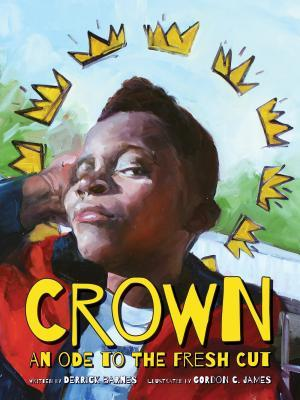 CROWN
AN ODE TO THE FRESH CUT
WRITTEN BY DERRICK BARNES ILLUSTRATED BY GORDON C. JAMES